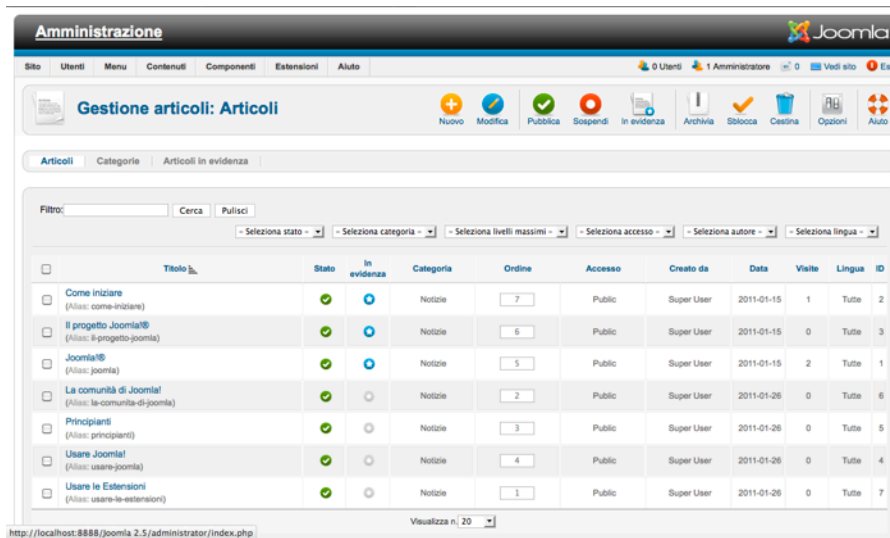 Amministrazione
Joomla
Sito Utenti Menu Contenuti Componenti Estensioni Aiuto 0 Utenti 1 Amministratore 0 Vedi sito Es
Gestione articoli: Articoli
Nuovo Modifica Pubblica Sospendi In evidenza Archivia Sblocca Cestina Opzioni Aiuto
Articoli Categorie Articoli in evidenza
Filtro: Cerca Pulisci
- Seleziona stato - - Seleziona categoria - - Seleziona livelli massimi - - Seleziona accesso - - Seleziona autore - - Seleziona lingua -
Titolo Stato In evidenza Categoria Ordine Accesso Creato da Data Visite Lingua ID
Come iniziare Notizie 7 Public Super User 2011-01-15 1 Tutte 2
(Alias: come-iniziare)
Il progetto Joomla!® Notizie 6 Public Super User 2011-01-15 0 Tutte 3
(Alias: il-progetto-joomla)
Joomla!® Notizie 5 Public Super User 2011-01-15 2 Tutte 1
(Alias: joomla)
La comunità di Joomla! Notizie 2 Public Super User 2011-01-26 0 Tutte 6
(Alias: la-comunita-di-joomla)
Principianti Notizie 3 Public Super User 2011-01-26 0 Tutte 5
(Alias: principianti)
Usare Joomla! Notizie 4 Public Super User 2011-01-26 0 Tutte 4
(Alias: usare-joomla)
Usare le Estensioni Notizie 1 Public Super User 2011-01-26 0 Tutte 7
(Alias: usare-le-estensioni)
Visualizza n. 20
http://localhost:8888/Joomla 2.5/administrator/index.php